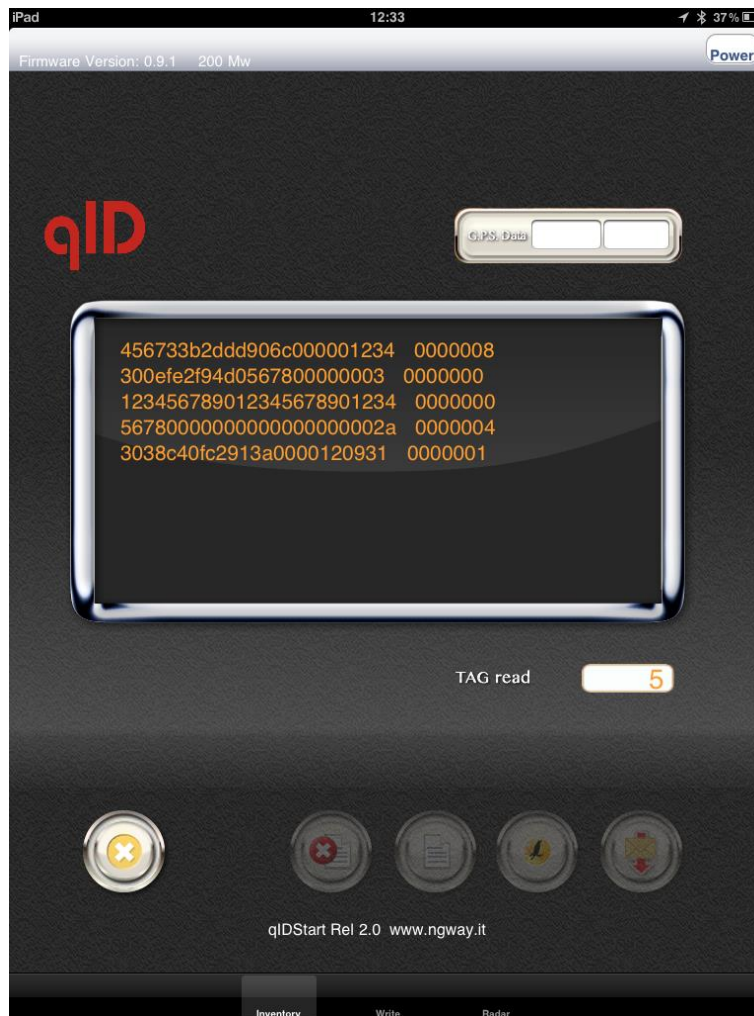 iPad 12:33 37%
Firmware Version: 0.9.1 200 Mw Power
qID
G.P.S. Data
456733b2ddd906c000001234 0000008
300efe2f94d0567800000003 0000000
123456789012345678901234 0000000
56780000000000000000002a 0000004
3038c40fc2913a0000120931 0000001
TAG read 5
qIDStart Rel 2.0 www.ngway.it
Inventory Write Radar